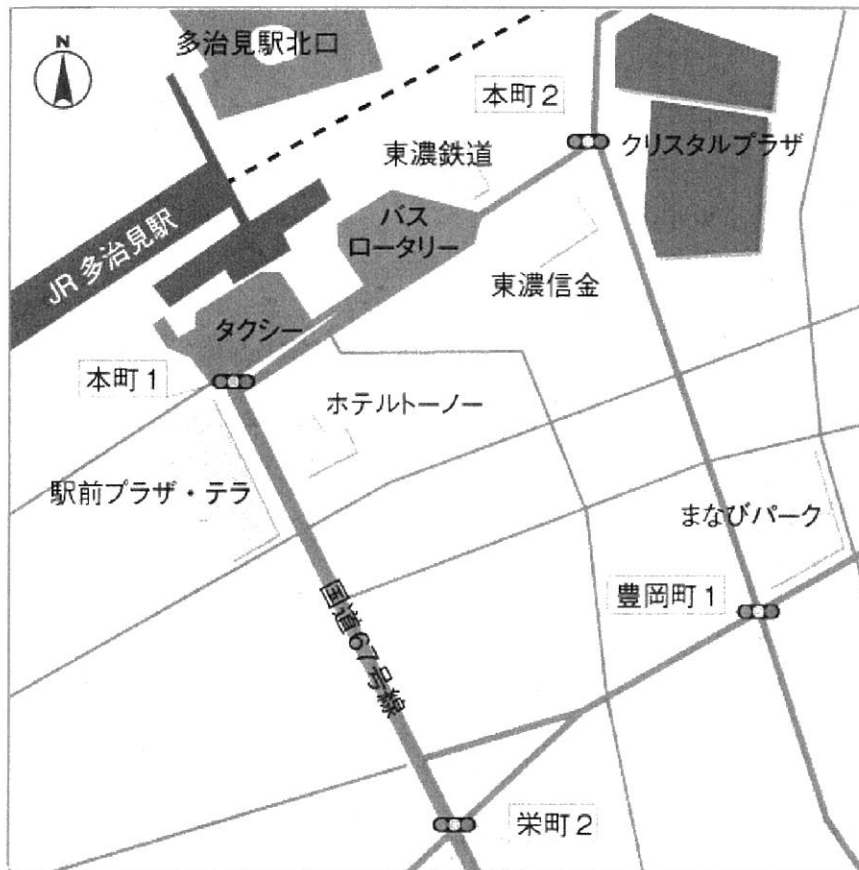 N
多治見駅北口
本町2
クリスタルプラザ
東濃鉄道
バス
ロータリー
JR 多治見駅
東濃信金
タクシー
本町1
ホテルトーノー
駅前プラザ・テラ
まなびパーク
豊岡町1
国道67号線
栄町2